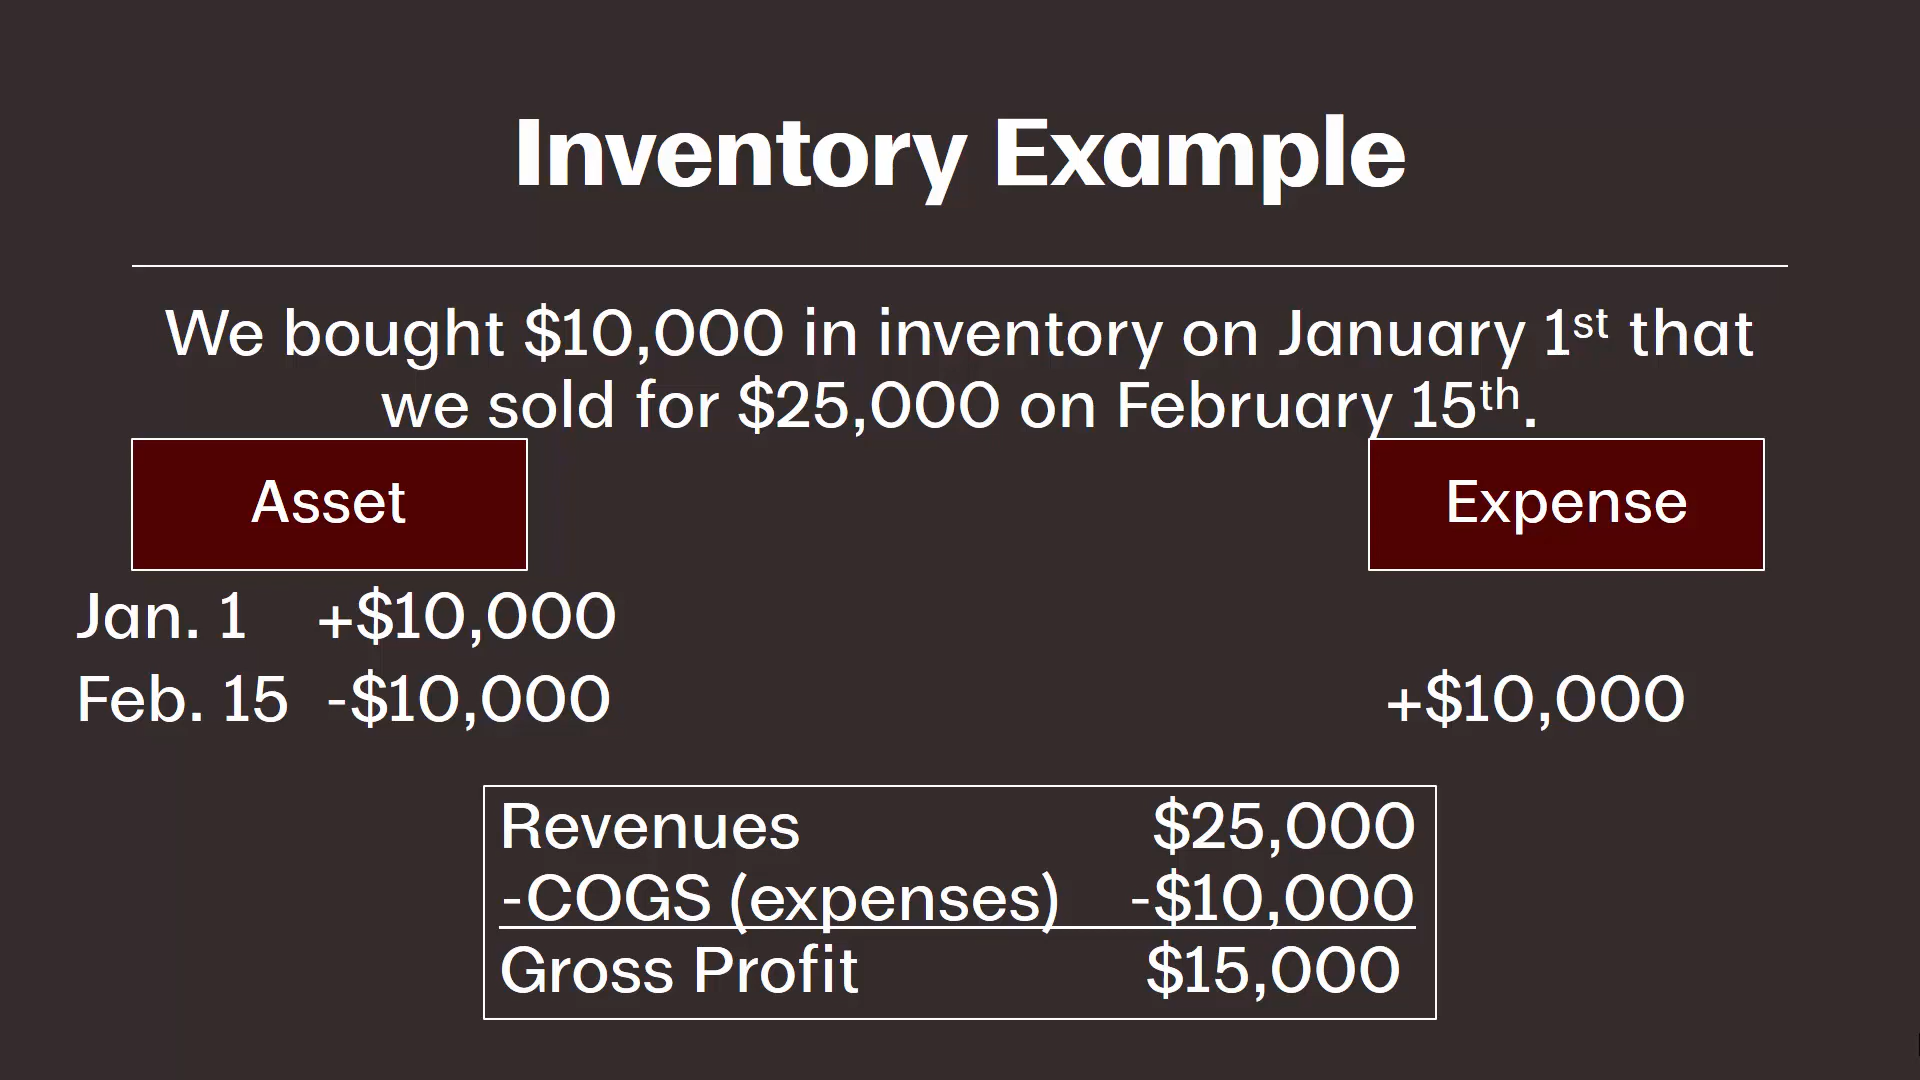 Inventory Example
We bought $10,000 in inventory on January 1st that
we sold for $25,000 on February 15th.
Asset
Expense
Jan. 1 +$10,000
Feb. 15 -$10,000 +$10,000
Revenues $25,000
-COGS (expenses) -$10,000
Gross Profit $15,000